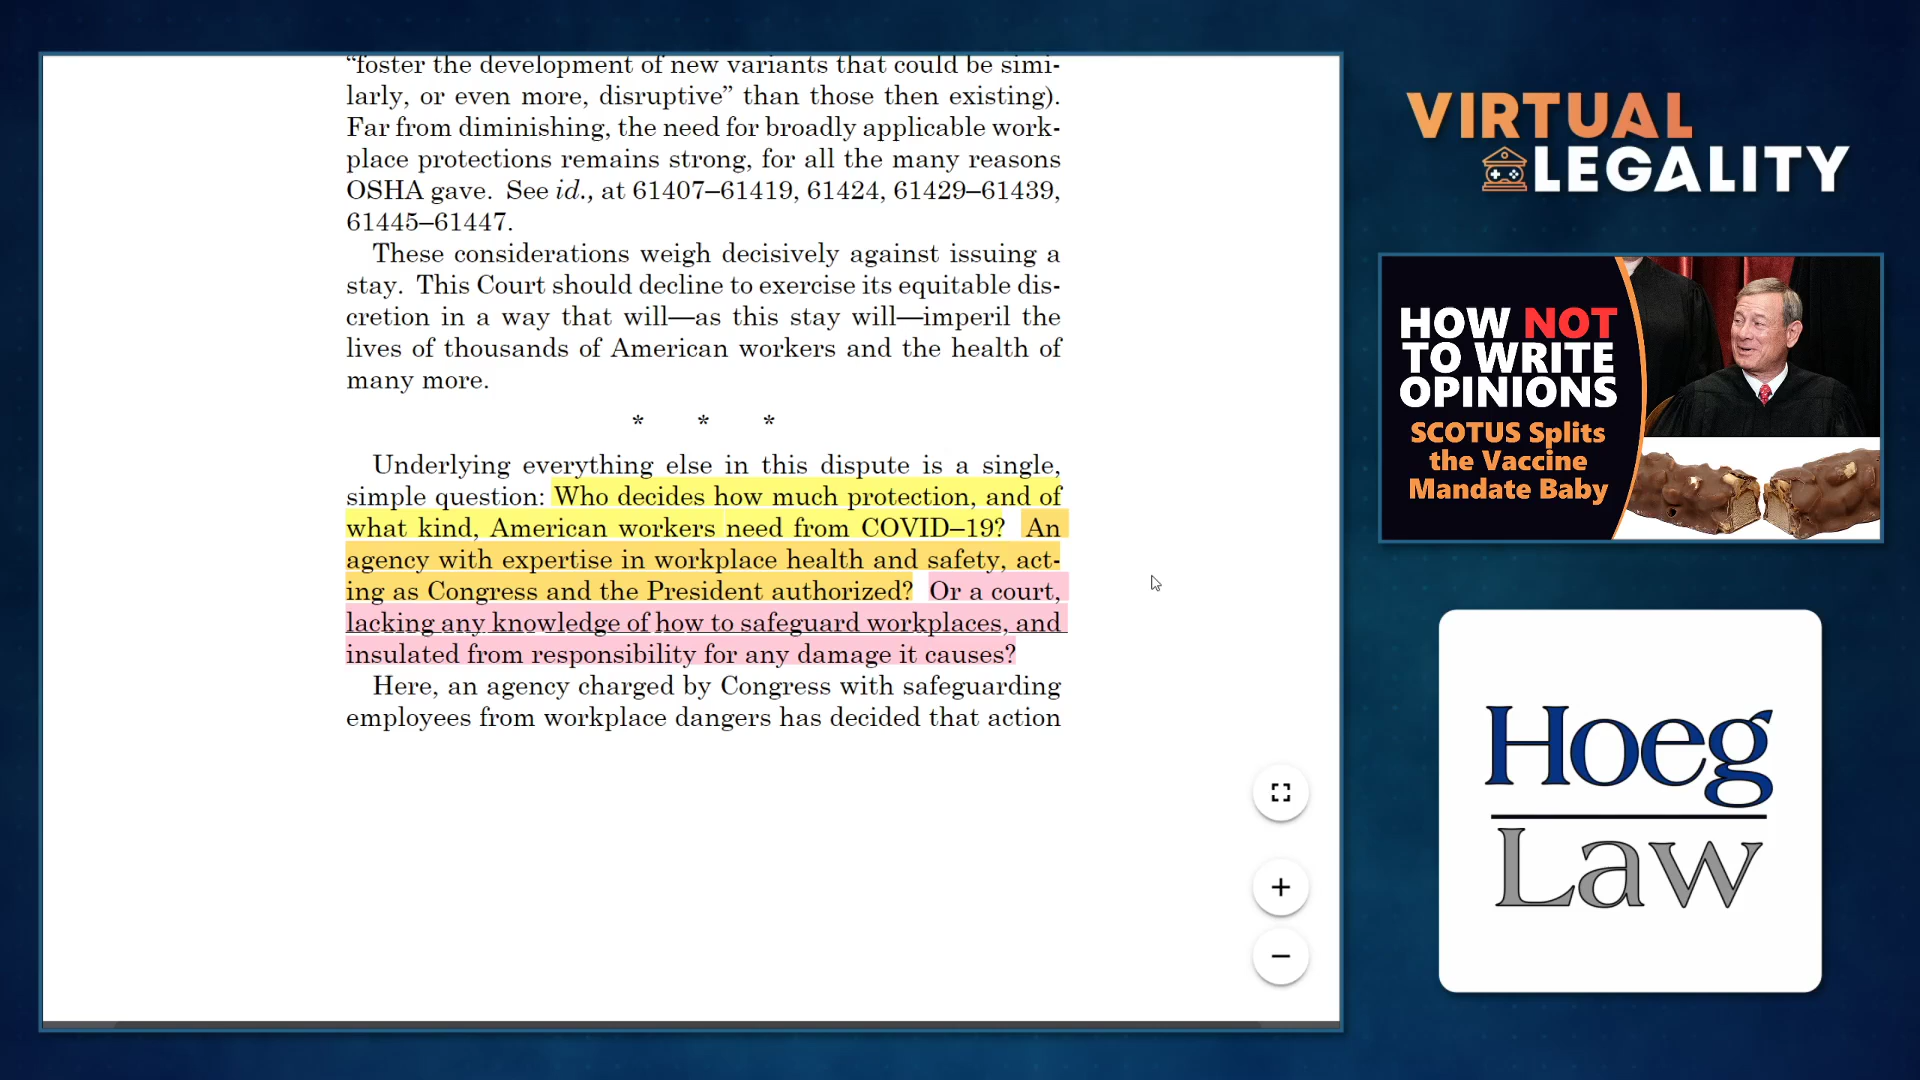 “foster the development of new variants that could be simi-
larly, or even more, disruptive” than those then existing).
Far from diminishing, the need for broadly applicable work-
place protections remains strong, for all the many reasons
OSHA gave. See id., at 61407–61419, 61424, 61429–61439,
61445–61447.
These considerations weigh decisively against issuing a
stay. This Court should decline to exercise its equitable dis-
cretion in a way that will—as this stay will—imperil the
lives of thousands of American workers and the health of
many more.
* * *
Underlying everything else in this dispute is a single,
simple question: Who decides how much protection, and of
what kind, American workers need from COVID–19? An
agency with expertise in workplace health and safety, act-
ing as Congress and the President authorized? Or a court,
lacking any knowledge of how to safeguard workplaces, and
insulated from responsibility for any damage it causes?
Here, an agency charged by Congress with safeguarding
employees from workplace dangers has decided that action
VIRTUAL
LEGALITY
HOW NOT
TO WRITE
OPINIONS
SCOTUS Splits
the Vaccine
Mandate Baby
Hoeg
Law